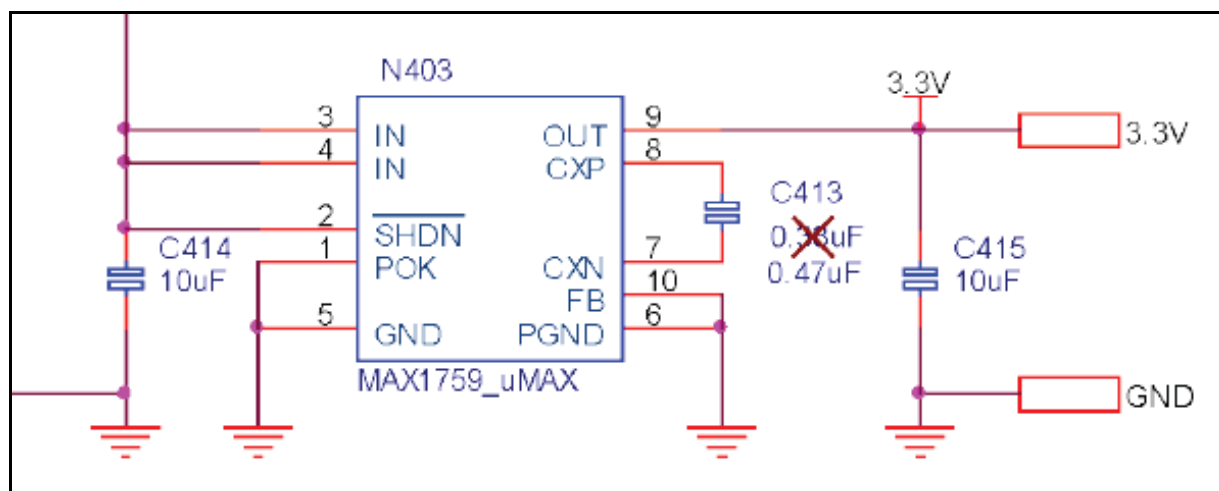 N403
3.3V
3 IN OUT 9
3.3V
4 IN CXP 8
C413
0.33uF
0.47uF
2 SHDN
C414
10uF
1 POK CXN 7
FB 10
C415
10uF
5 GND PGND 6
MAX1759_uMAX
GND